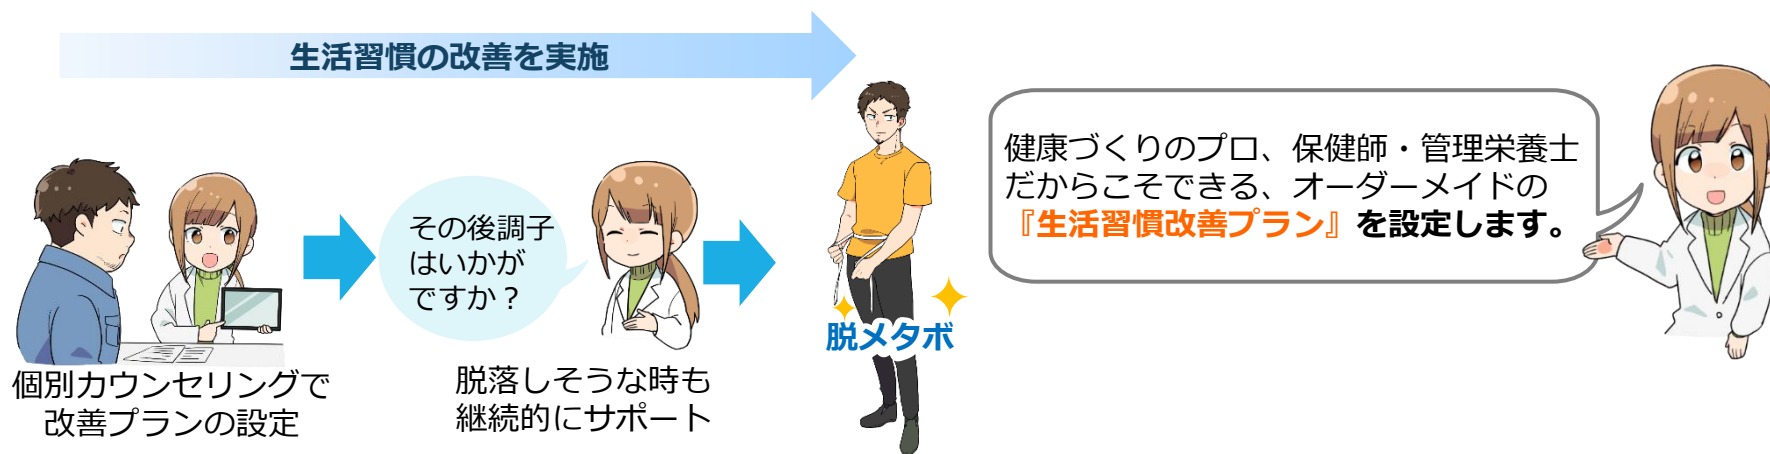 生活習慣の改善を実施
個別カウンセリングで
改善プランの設定
その後調子
はいかが
ですか？
脱落しそうな時も
継続的にサポート
脱メタボ
健康づくりのプロ、保健師・管理栄養士
だからこそできる、オーダーメイドの
『生活習慣改善プラン』を設定します。